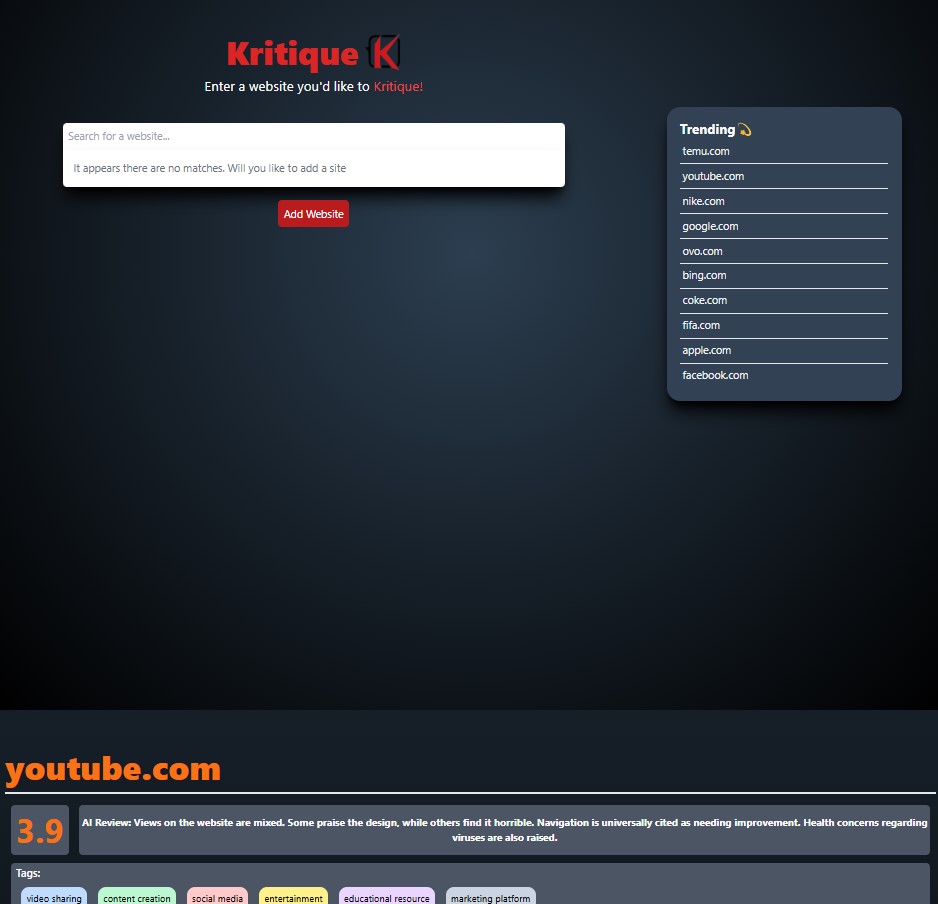 Kritique K
Enter a website you'd like to Kritique!
Search for a website...
It appears there are no matches. Will you like to add a site
Add Website
Trending 💫
temu.com
youtube.com
nike.com
google.com
ovo.com
bing.com
coke.com
fifa.com
apple.com
facebook.com
youtube.com
3.9
AI Review: Views on the website are mixed. Some praise the design, while others find it horrible. Navigation is universally cited as needing improvement. Health concerns regarding
viruses are also raised.
Tags:
video sharing content creation social media entertainment educational resource marketing platform